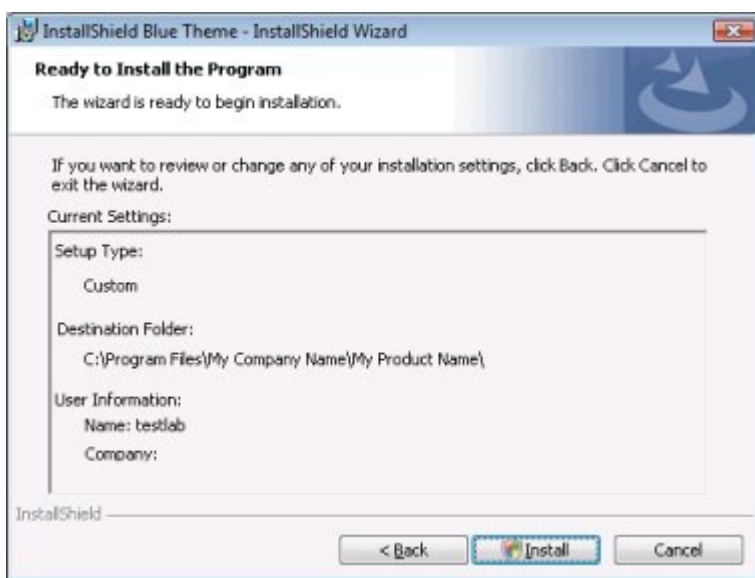 InstallShield Blue Theme - InstallShield Wizard
Ready to Install the Program
The wizard is ready to begin installation.
If you want to review or change any of your installation settings, click Back. Click Cancel to
exit the wizard.
Current Settings:
Setup Type:
Custom
Destination Folder:
C:\Program Files\My Company Name\My Product Name\
User Information:
Name: testlab
Company:
InstallShield
< Back Install Cancel